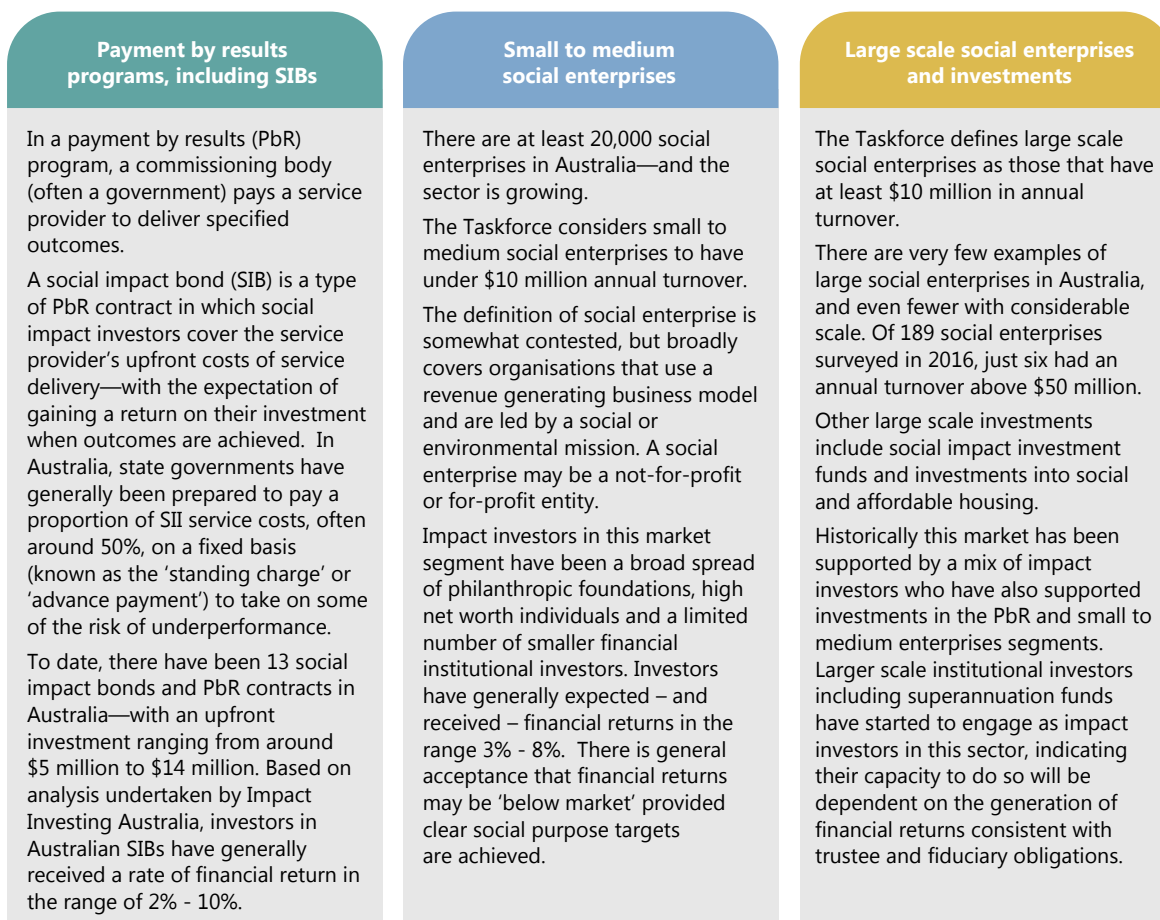 Payment by results
programs, including SIBs
In a payment by results (PbR)
program, a commissioning body
(often a government) pays a service
provider to deliver specified
outcomes.
A social impact bond (SIB) is a type
of PbR contract in which social
impact investors cover the service
provider’s upfront costs of service
delivery—with the expectation of
gaining a return on their investment
when outcomes are achieved.  In
Australia, state governments have
generally been prepared to pay a
proportion of SII service costs, often
around 50%, on a fixed basis
(known as the ‘standing charge’ or
‘advance payment’) to take on some
of the risk of underperformance.
To date, there have been 13 social
impact bonds and PbR contracts in
Australia—with an upfront
investment ranging from around
$5 million to $14 million. Based on
analysis undertaken by Impact
Investing Australia, investors in
Australian SIBs have generally
received a rate of financial return in
the range of 2% - 10%.
Small to medium
social enterprises
There are at least 20,000 social
enterprises in Australia—and the
sector is growing.
The Taskforce considers small to
medium social enterprises to have
under $10 million annual turnover.
The definition of social enterprise is
somewhat contested, but broadly
covers organisations that use a
revenue generating business model
and are led by a social or
environmental mission. A social
enterprise may be a not-for-profit
or for-profit entity.
Impact investors in this market
segment have been a broad spread
of philanthropic foundations, high
net worth individuals and a limited
number of smaller financial
institutional investors. Investors
have generally expected – and
received – financial returns in the
range 3% - 8%.  There is general
acceptance that financial returns
may be ‘below market’ provided
clear social purpose targets
are achieved.
Large scale social enterprises
and investments
The Taskforce defines large scale
social enterprises as those that have
at least $10 million in annual
turnover.
There are very few examples of
large social enterprises in Australia,
and even fewer with considerable
scale. Of 189 social enterprises
surveyed in 2016, just six had an
annual turnover above $50 million.
Other large scale investments
include social impact investment
funds and investments into social
and affordable housing.
Historically this market has been
supported by a mix of impact
investors who have also supported
investments in the PbR and small to
medium enterprises segments.
Larger scale institutional investors
including superannuation funds
have started to engage as impact
investors in this sector, indicating
their capacity to do so will be
dependent on the generation of
financial returns consistent with
trustee and fiduciary obligations.